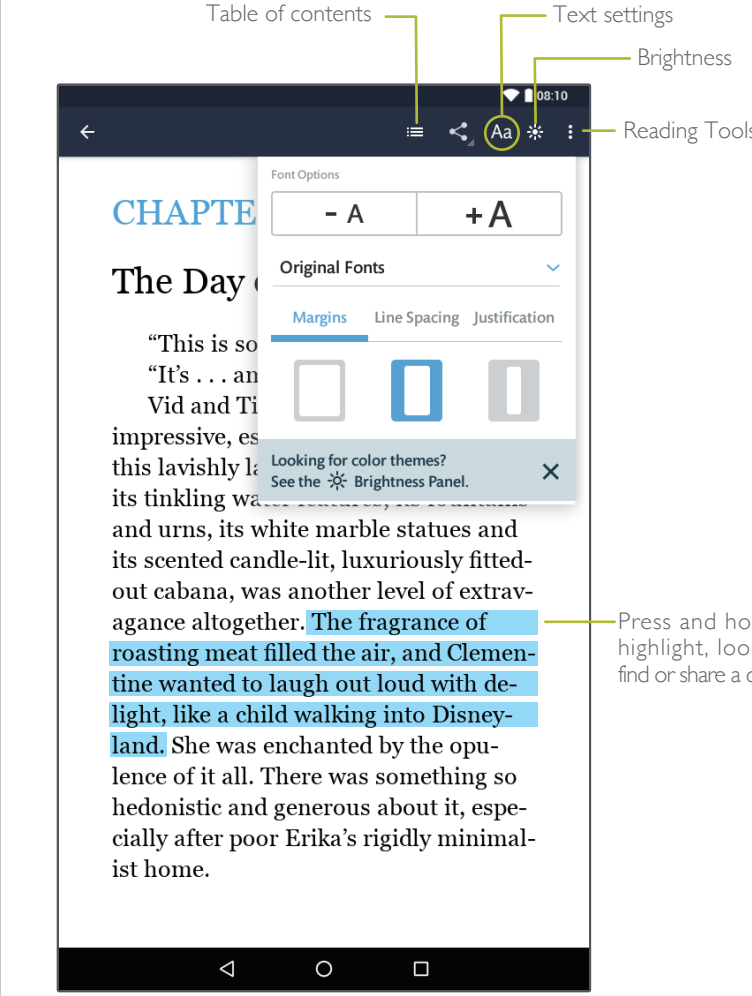 Table of contents
Text settings
Brightness
08:10
Aa
Reading Tools
Font Options
- A
+ A
CHAPTE
Original Fonts
The Day
Margins
Line Spacing
Justification
“This is so
“It’s . . . an
Vid and Ti
impressive, es
this lavishly la
Looking for color themes?
See the Brightness Panel.
its tinkling water features, its fountains
and urns, its white marble statues and
its scented candle-lit, luxuriously fitted-
out cabana, was another level of extrav-
agance altogether. The fragrance of
roasting meat filled the air, and Clemen-
tine wanted to laugh out loud with de-
light, like a child walking into Disney-
land. She was enchanted by the opu-
lence of it all. There was something so
hedonistic and generous about it, espe-
cially after poor Erika’s rigidly minimal-
ist home.
Press and ho
highlight, loo
find or share a